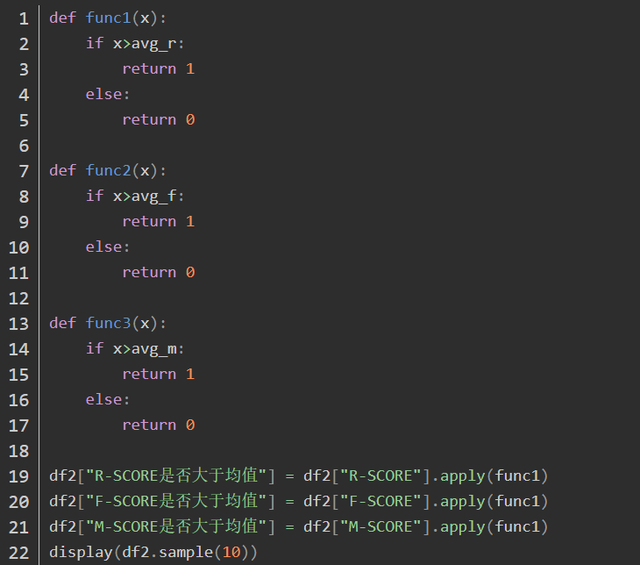 1 def func1(x):
2     if x>avg_r:
3         return 1
4     else:
5         return 0
6
7 def func2(x):
8     if x>avg_f:
9         return 1
10     else:
11         return 0
12
13 def func3(x):
14     if x>avg_m:
15         return 1
16     else:
17         return 0
18
19 df2["R-SCORE是否大于均值"] = df2["R-SCORE"].apply(func1)
20 df2["F-SCORE是否大于均值"] = df2["F-SCORE"].apply(func1)
21 df2["M-SCORE是否大于均值"] = df2["M-SCORE"].apply(func1)
22 display(df2.sample(10))